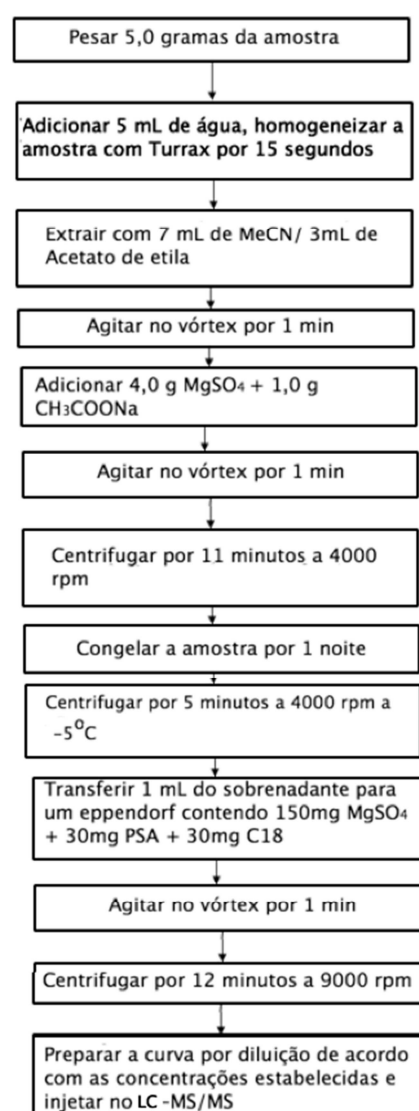 Pesar 5,0 gramas da amostra
Adicionar 5 mL de água, homogeneizar a
amostra com Turrax por 15 segundos
Extrair com 7 mL de MeCN/ 3mL de
Acetato de etila
Agitar no vórtex por 1 min
Adicionar 4,0 g MgSO₄ + 1,0 g
CH₃COONa
Agitar no vórtex por 1 min
Centrifugar por 11 minutos a 4000
rpm
Congelar a amostra por 1 noite
Centrifugar por 5 minutos a 4000 rpm a
-5°C
Transferir 1 mL do sobrenadante para
um eppendorf contendo 150mg MgSO₄
+ 30mg PSA + 30mg C18
Agitar no vórtex por 1 min
Centrifugar por 12 minutos a 9000 rpm
Preparar a curva por diluição de acordo
com as concentrações estabelecidas e
injetar no LC -MS/MS